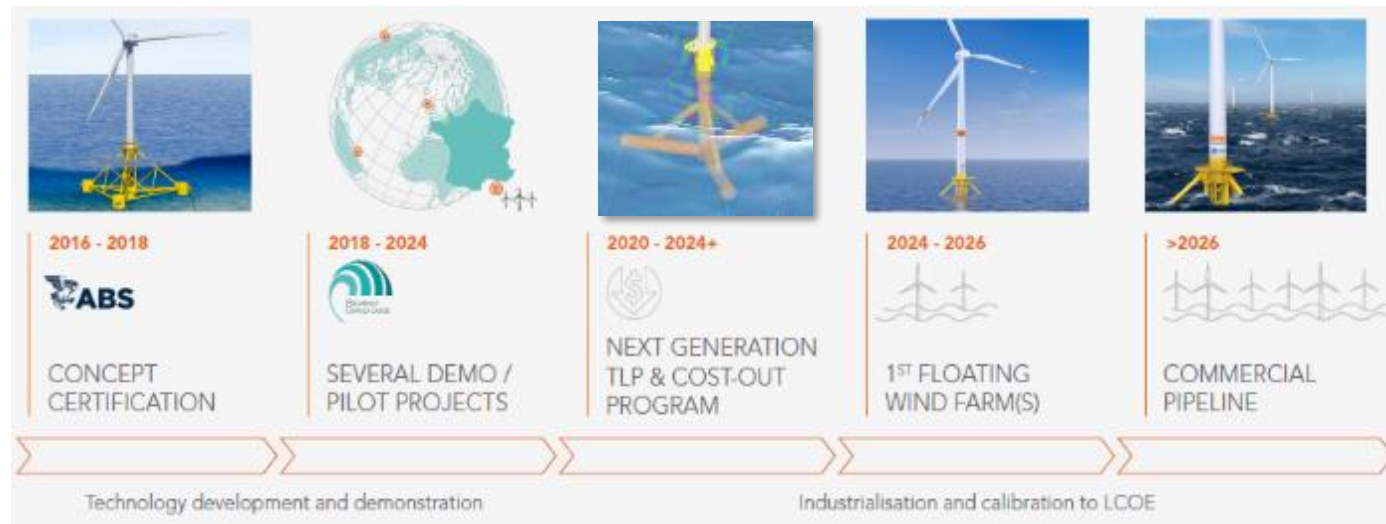 2016 - 2018
ABS
CONCEPT
CERTIFICATION
2018 - 2024
SEVERAL DEMO /
PILOT PROJECTS
2020 - 2024+
$
NEXT GENERATION
TLP & COST-OUT
PROGRAM
2024 - 2026
1ST FLOATING
WIND FARM(S)
>2026
COMMERCIAL
PIPELINE
Technology development and demonstration
Industrialisation and calibration to LCOE